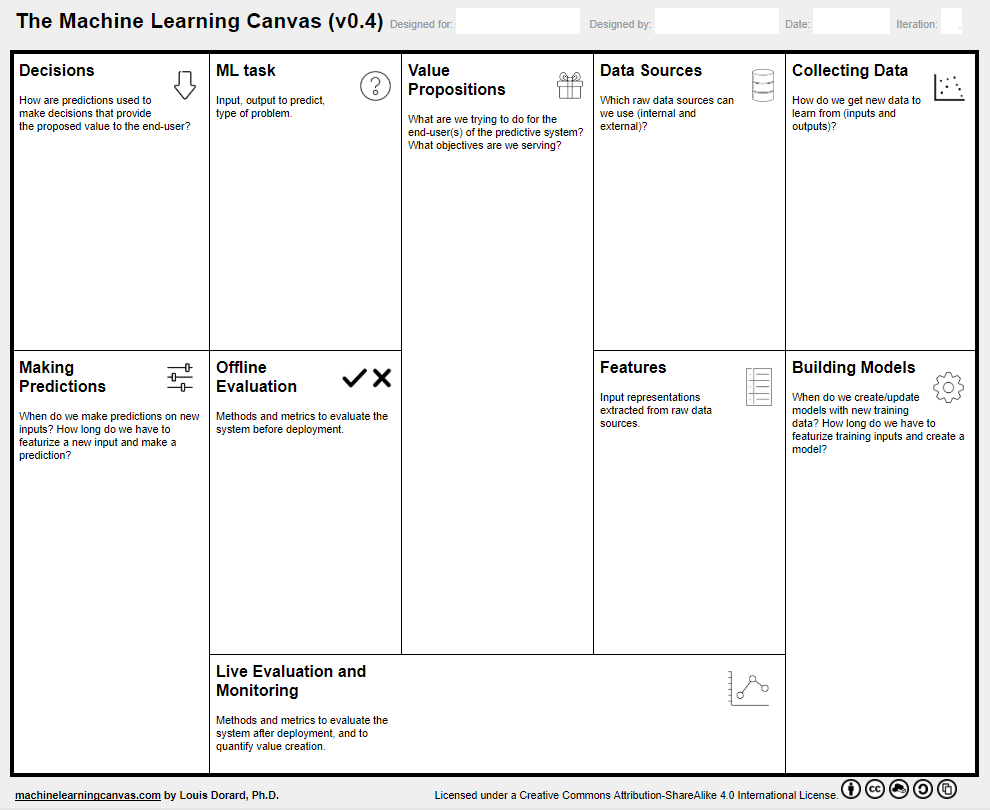 The Machine Learning Canvas (v0.4)
Designed for:
Designed by:
Date:
Iteration:
.
Decisions
How are predictions used to
make decisions that provide
the proposed value to the end-user?
ML task
Input, output to predict,
type of problem.
Value
Propositions
What are we trying to do for the
end-user(s) of the predictive system?
What objectives are we serving?
Data Sources
Which raw data sources can
we use (internal and
external)?
Collecting Data
How do we get new data to
learn from (inputs and
outputs)?
Making
Predictions
When do we make predictions on new
inputs? How long do we have to
featurize a new input and make a
prediction?
Offline
Evaluation
Methods and metrics to evaluate the
system before deployment.
Features
Input representations
extracted from raw data
sources.
Building Models
When do we create/update
models with new training
data? How long do we have to
featurize training inputs and create a
model?
Live Evaluation and
Monitoring
Methods and metrics to evaluate the
system after deployment, and to
quantify value creation.
machinelearningcanvas.com by Louis Dorard, Ph.D.
Licensed under a Creative Commons Attribution-ShareAlike 4.0 International License.
cc